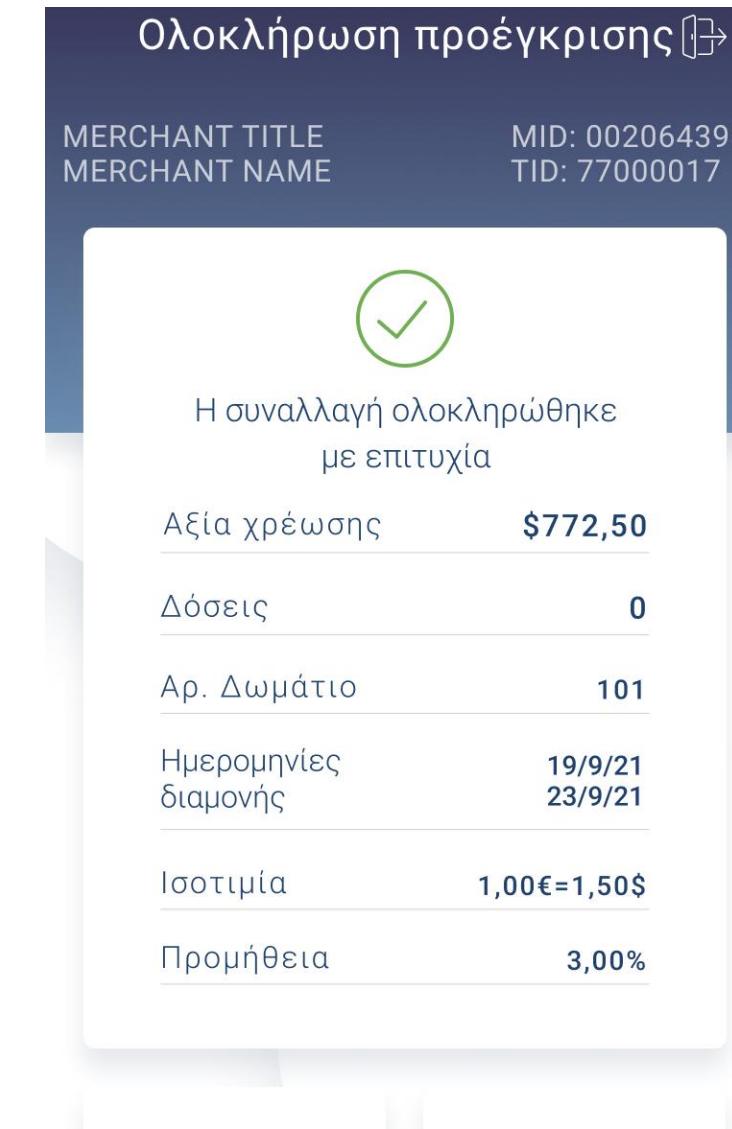 Ολοκλήρωση προέγκρισης
MERCHANT TITLE MID: 00206439
MERCHANT NAME TID: 77000017
Η συναλλαγή ολοκληρώθηκε
με επιτυχία
Αξία χρέωσης $772,50
Δόσεις 0
Αρ. Δωμάτιο 101
Ημερομηνίες 19/9/21
διαμονής 23/9/21
Ισοτιμία 1,00€=1,50$
Προμήθεια 3,00%